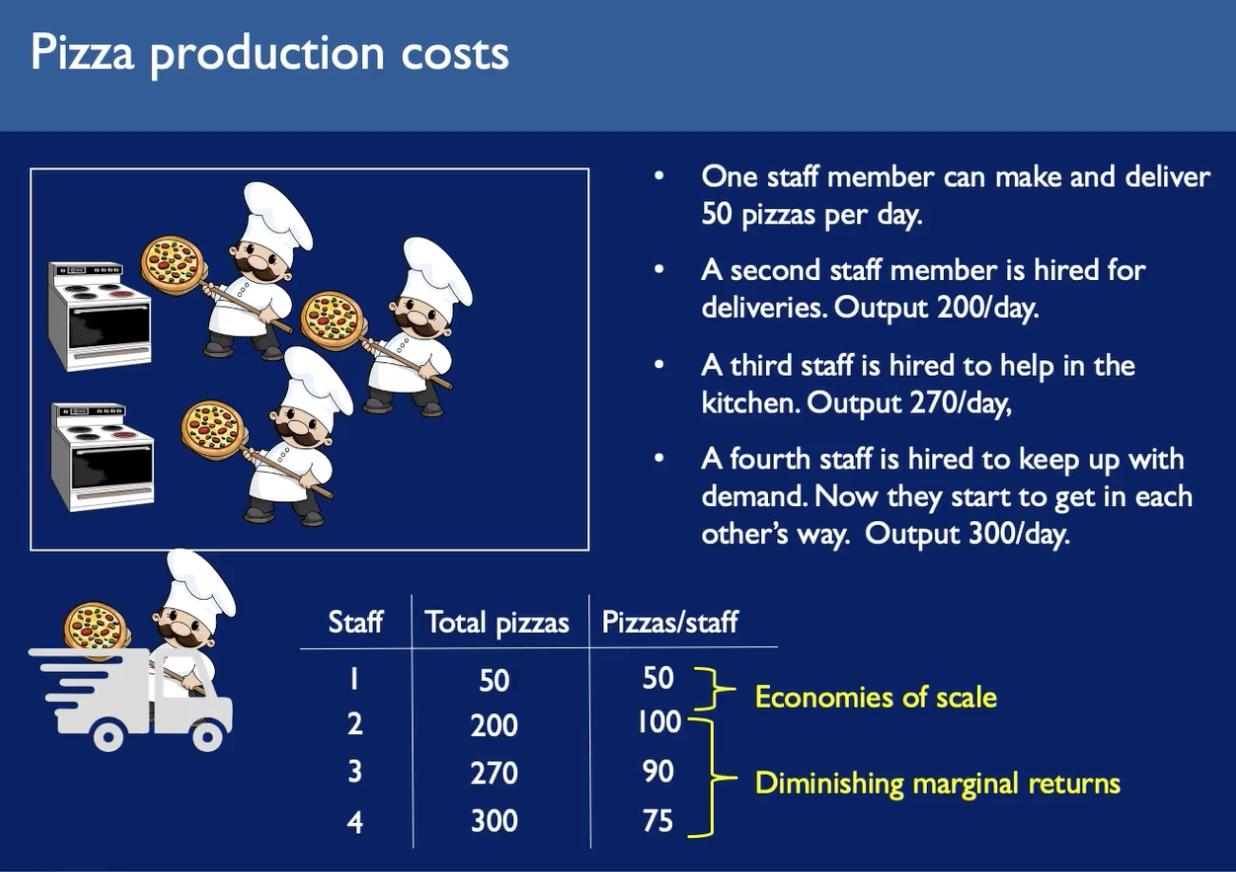 Pizza production costs
• One staff member can make and deliver
50 pizzas per day.
• A second staff member is hired for
deliveries. Output 200/day.
• A third staff is hired to help in the
kitchen. Output 270/day,
• A fourth staff is hired to keep up with
demand. Now they start to get in each
other's way.  Output 300/day.
Staff Total pizzas Pizzas/staff
1 50 50
Economies of scale
2 200 100
3 270 90
Diminishing marginal returns
4 300 75